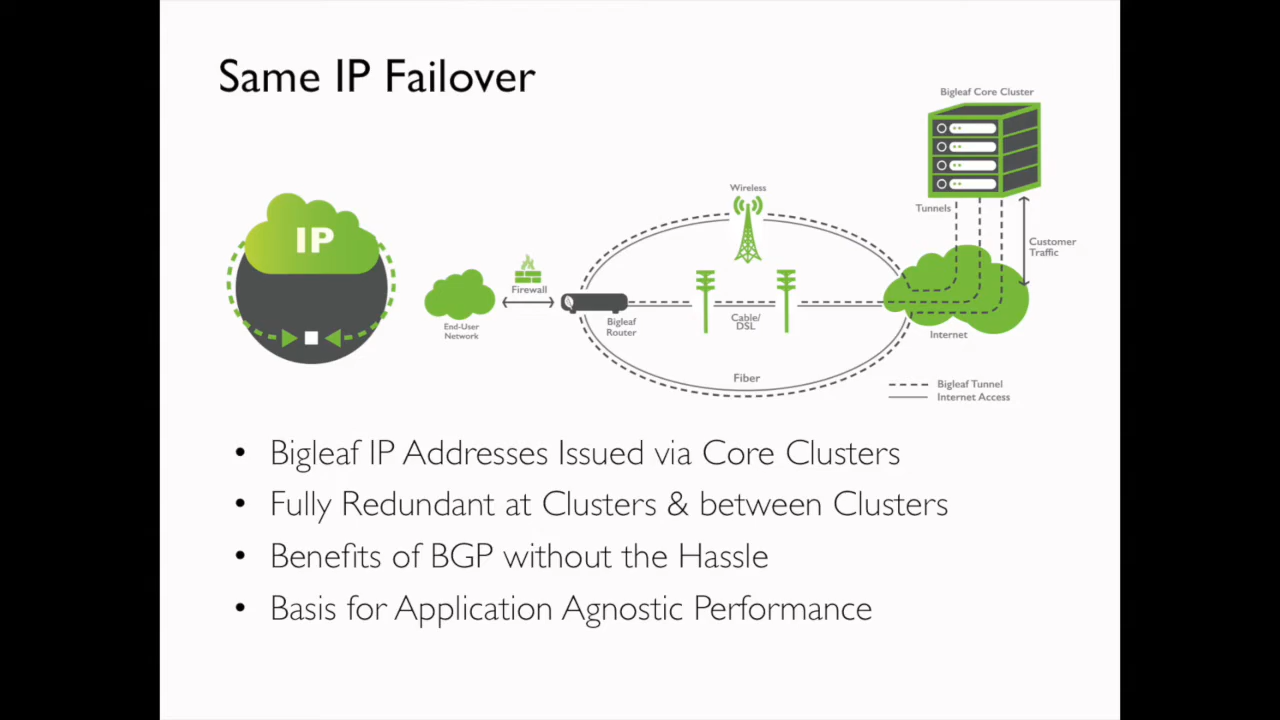 Same IP Failover
Bigleaf Core Cluster
Wireless
Tunnels
IP
Customer
Traffic
Firewall
Bigleaf
Router
Cable/
DSL
End-User
Network
Internet
Fiber
Bigleaf Tunnel
Internet Access
• Bigleaf IP Addresses Issued via Core Clusters
• Fully Redundant at Clusters & between Clusters
• Benefits of BGP without the Hassle
• Basis for Application Agnostic Performance